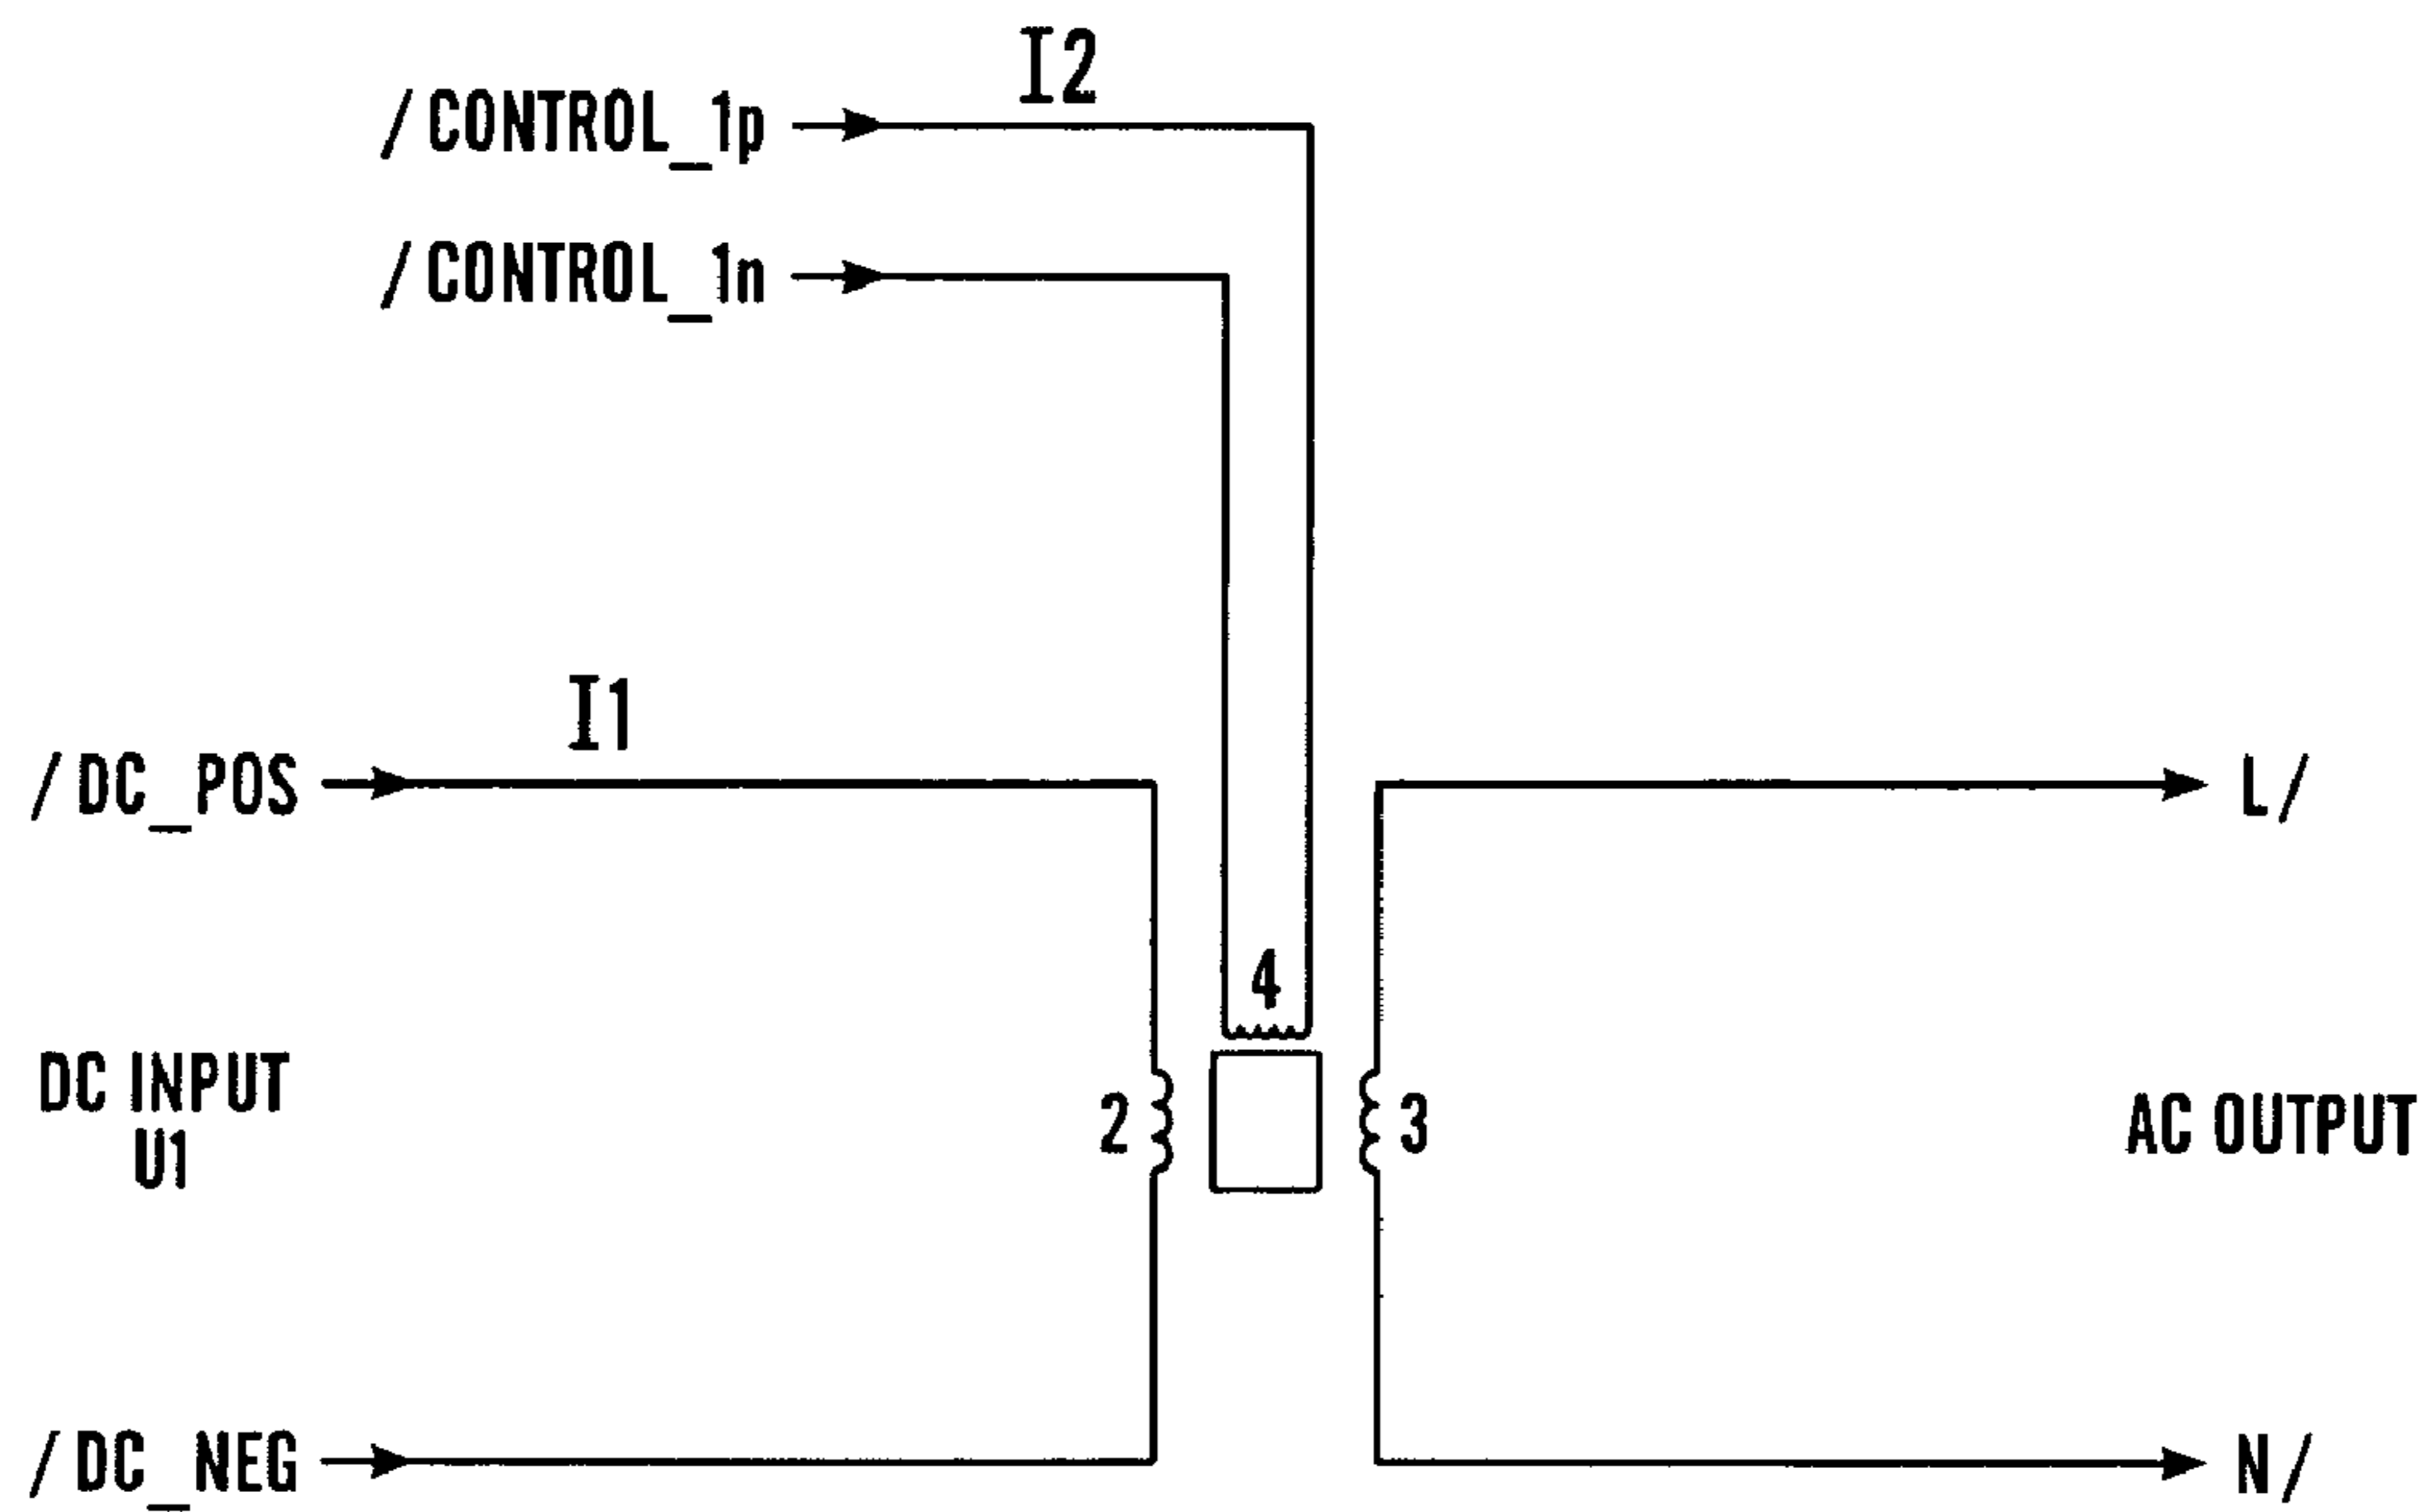 I2
/CONTROL_1p
/CONTROL_1n
I1
/DC_POS
L/
4
DC INPUT
U1
2
3
AC OUTPUT
/DC_NEG
N/